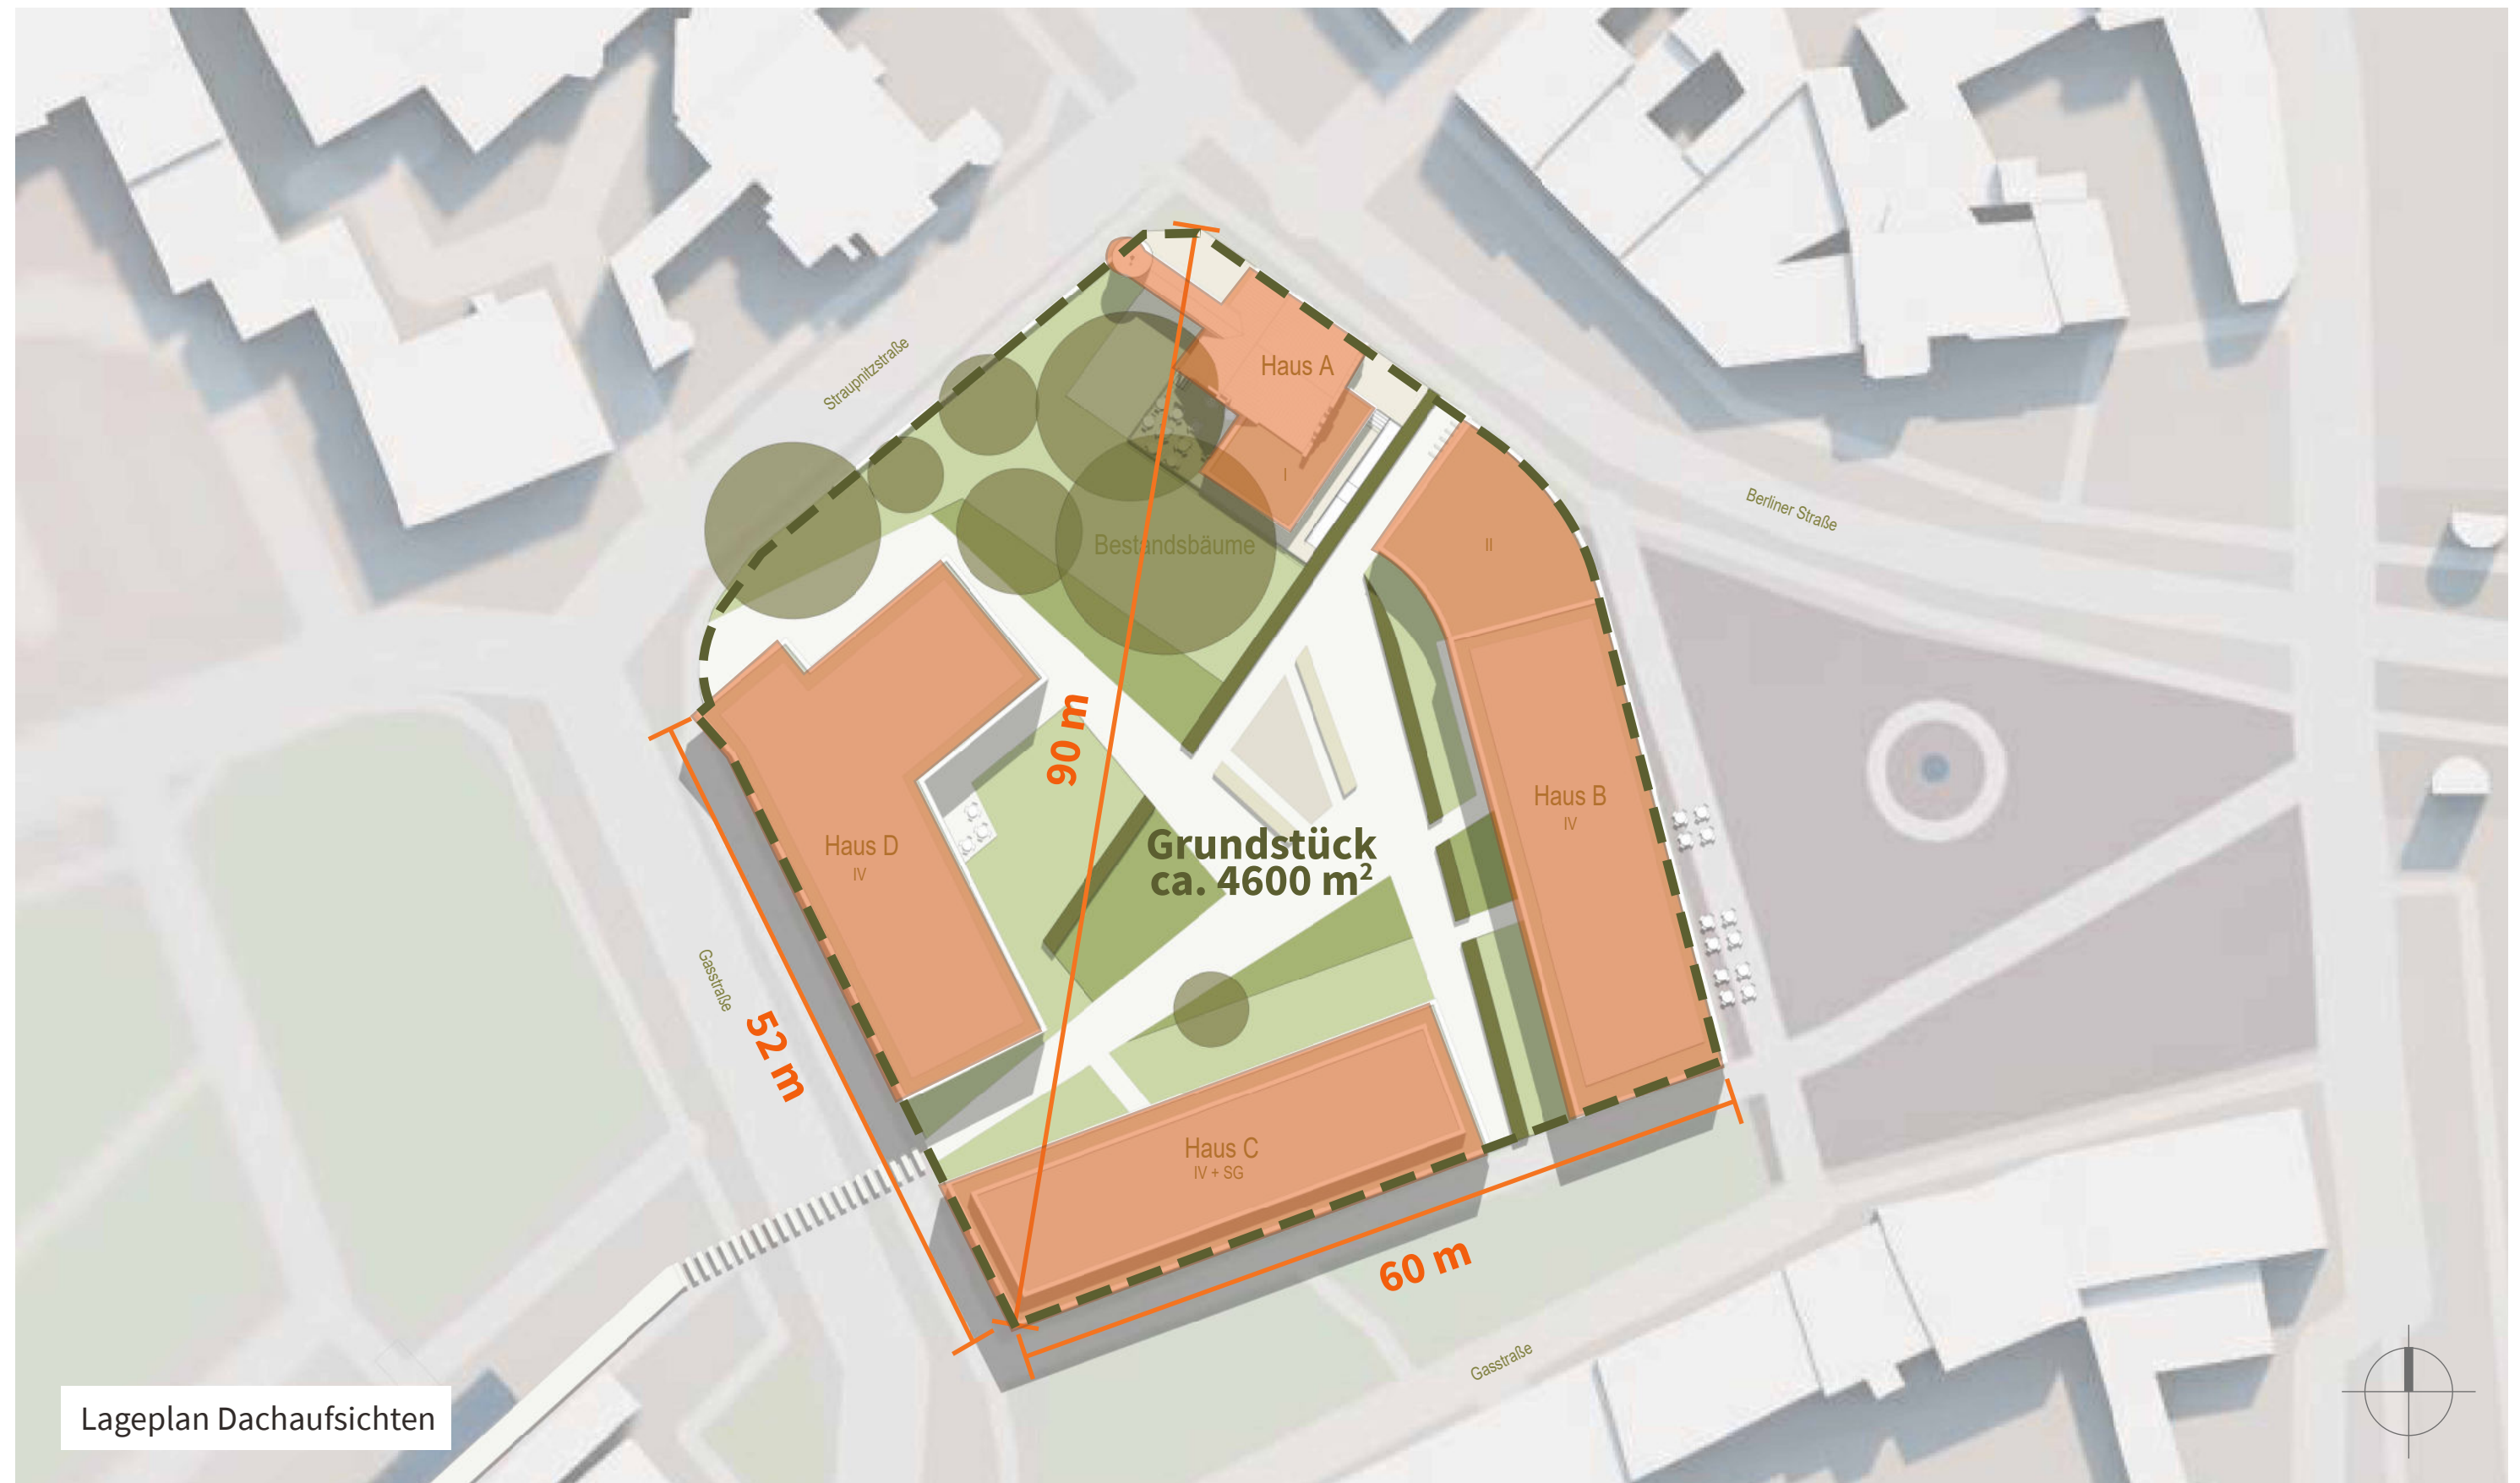 Straupnitzstraße
Haus A
I
Berliner Straße
Bestandsbäume
II
90 m
Haus B
IV
Haus D
IV
Grundstück
ca. 4600 m²
Gasstraße
52 m
Haus C
IV + SG
60 m
Gasstraße
Lageplan Dachaufsichten